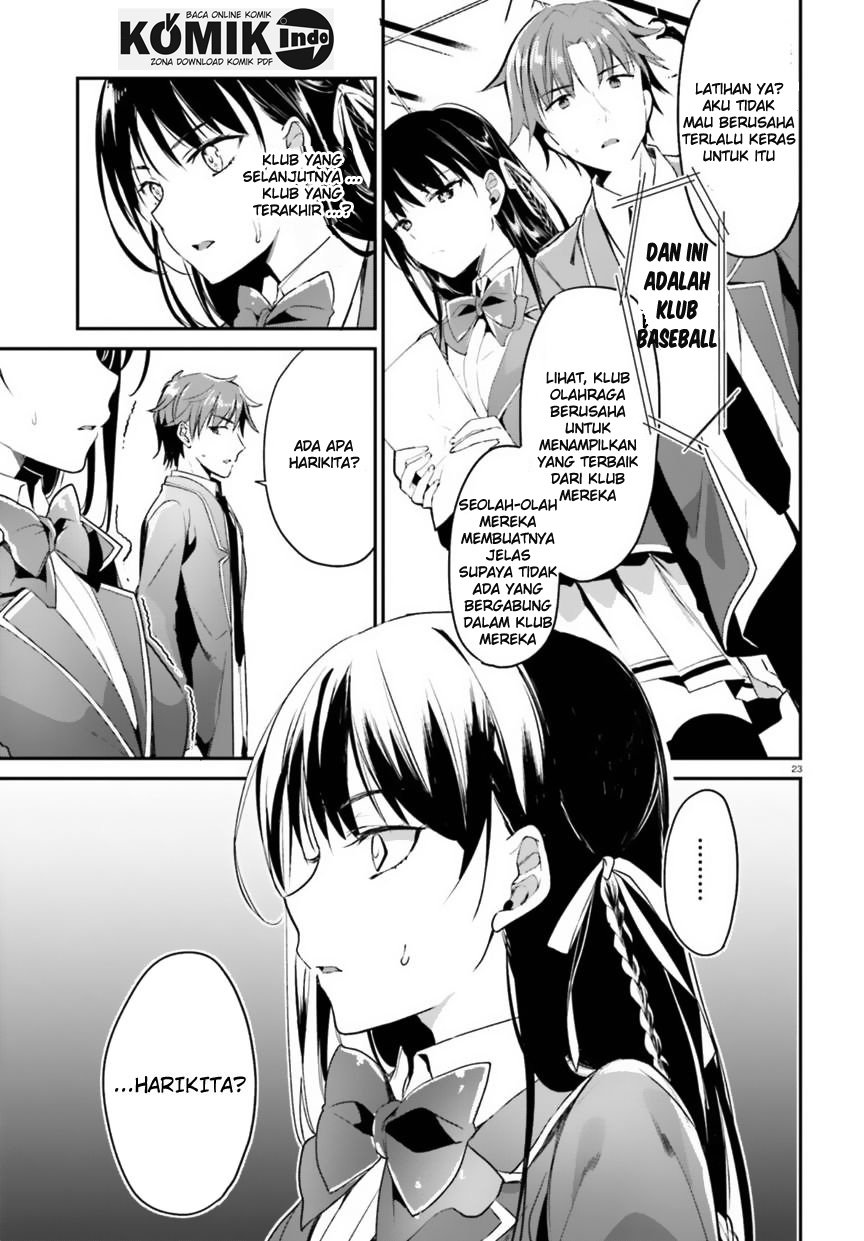 BACA ONLINE KOMIK
KOMIK Indo
ZONA DOWNLOAD KOMIK PDF
LATIHAN YA?
AKU TIDAK
MAU BERUSAHA
TERLALU KERAS
UNTUK ITU
DAN INI
ADALAH
KLUB
BASEBALL
LIHAT, KLUB
OLAHRAGA
BERUSAHA
UNTUK
MENAMPILKAN
YANG TERBAIK
DARI KLUB
MEREKA
SEOLAH-OLAH
MEREKA
MEMBUATNYA
JELAS
SUPAYA TIDAK
ADA YANG
BERGABUNG
DALAM KLUB
MEREKA
KLUB YANG
SELANJUTNYA ...
KLUB YANG
TERAKHIR ...?
ADA APA
HARIKITA?
23
........
...HARIKITA?